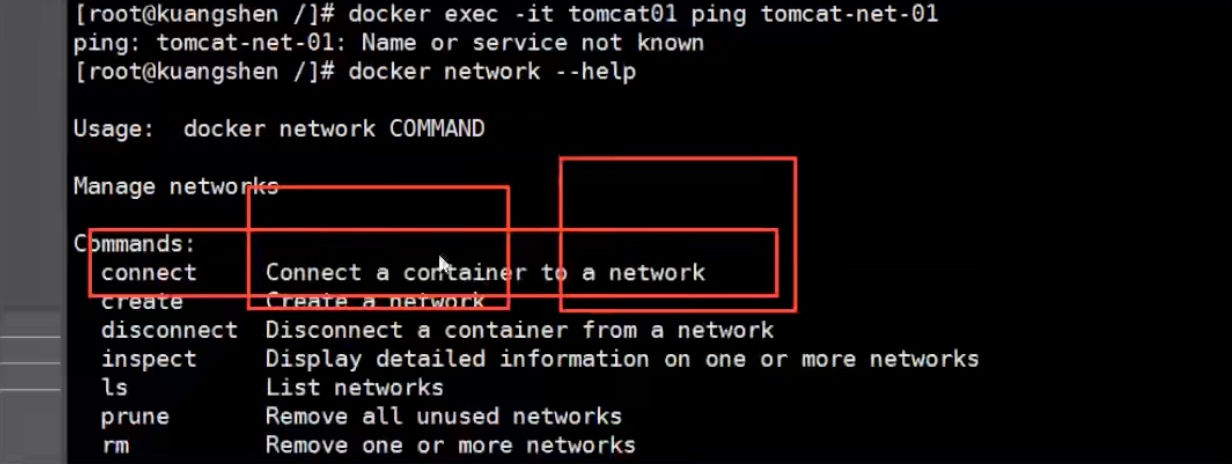 [root@kuangshen /]# docker exec -it tomcat01 ping tomcat-net-01
ping: tomcat-net-01: Name or service not known
[root@kuangshen /]# docker network --help
Usage:  docker network COMMAND
Manage networks
Commands:
connect     Connect a container to a network
create      Create a network
disconnect  Disconnect a container from a network
inspect     Display detailed information on one or more networks
ls          List networks
prune       Remove all unused networks
rm          Remove one or more networks